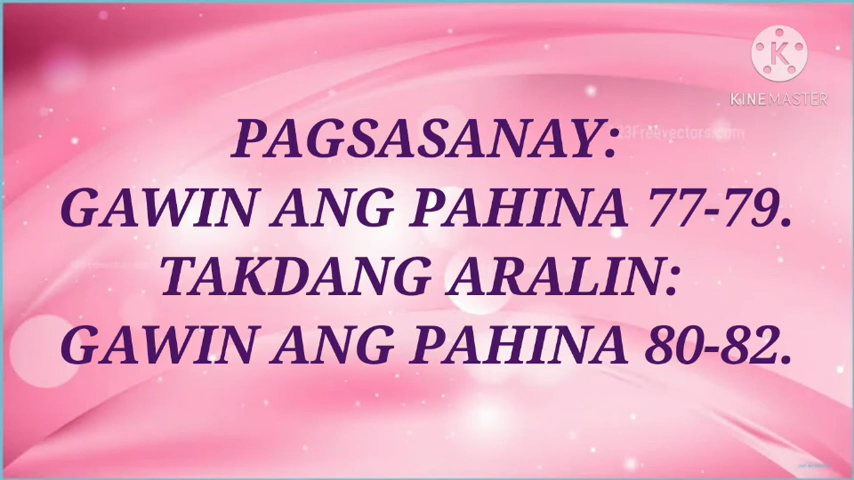 K
KINEMASTER
PAGSASANAY:
GAWIN ANG PAHINA 77-79.
TAKDANG ARALIN:
GAWIN ANG PAHINA 80-82.